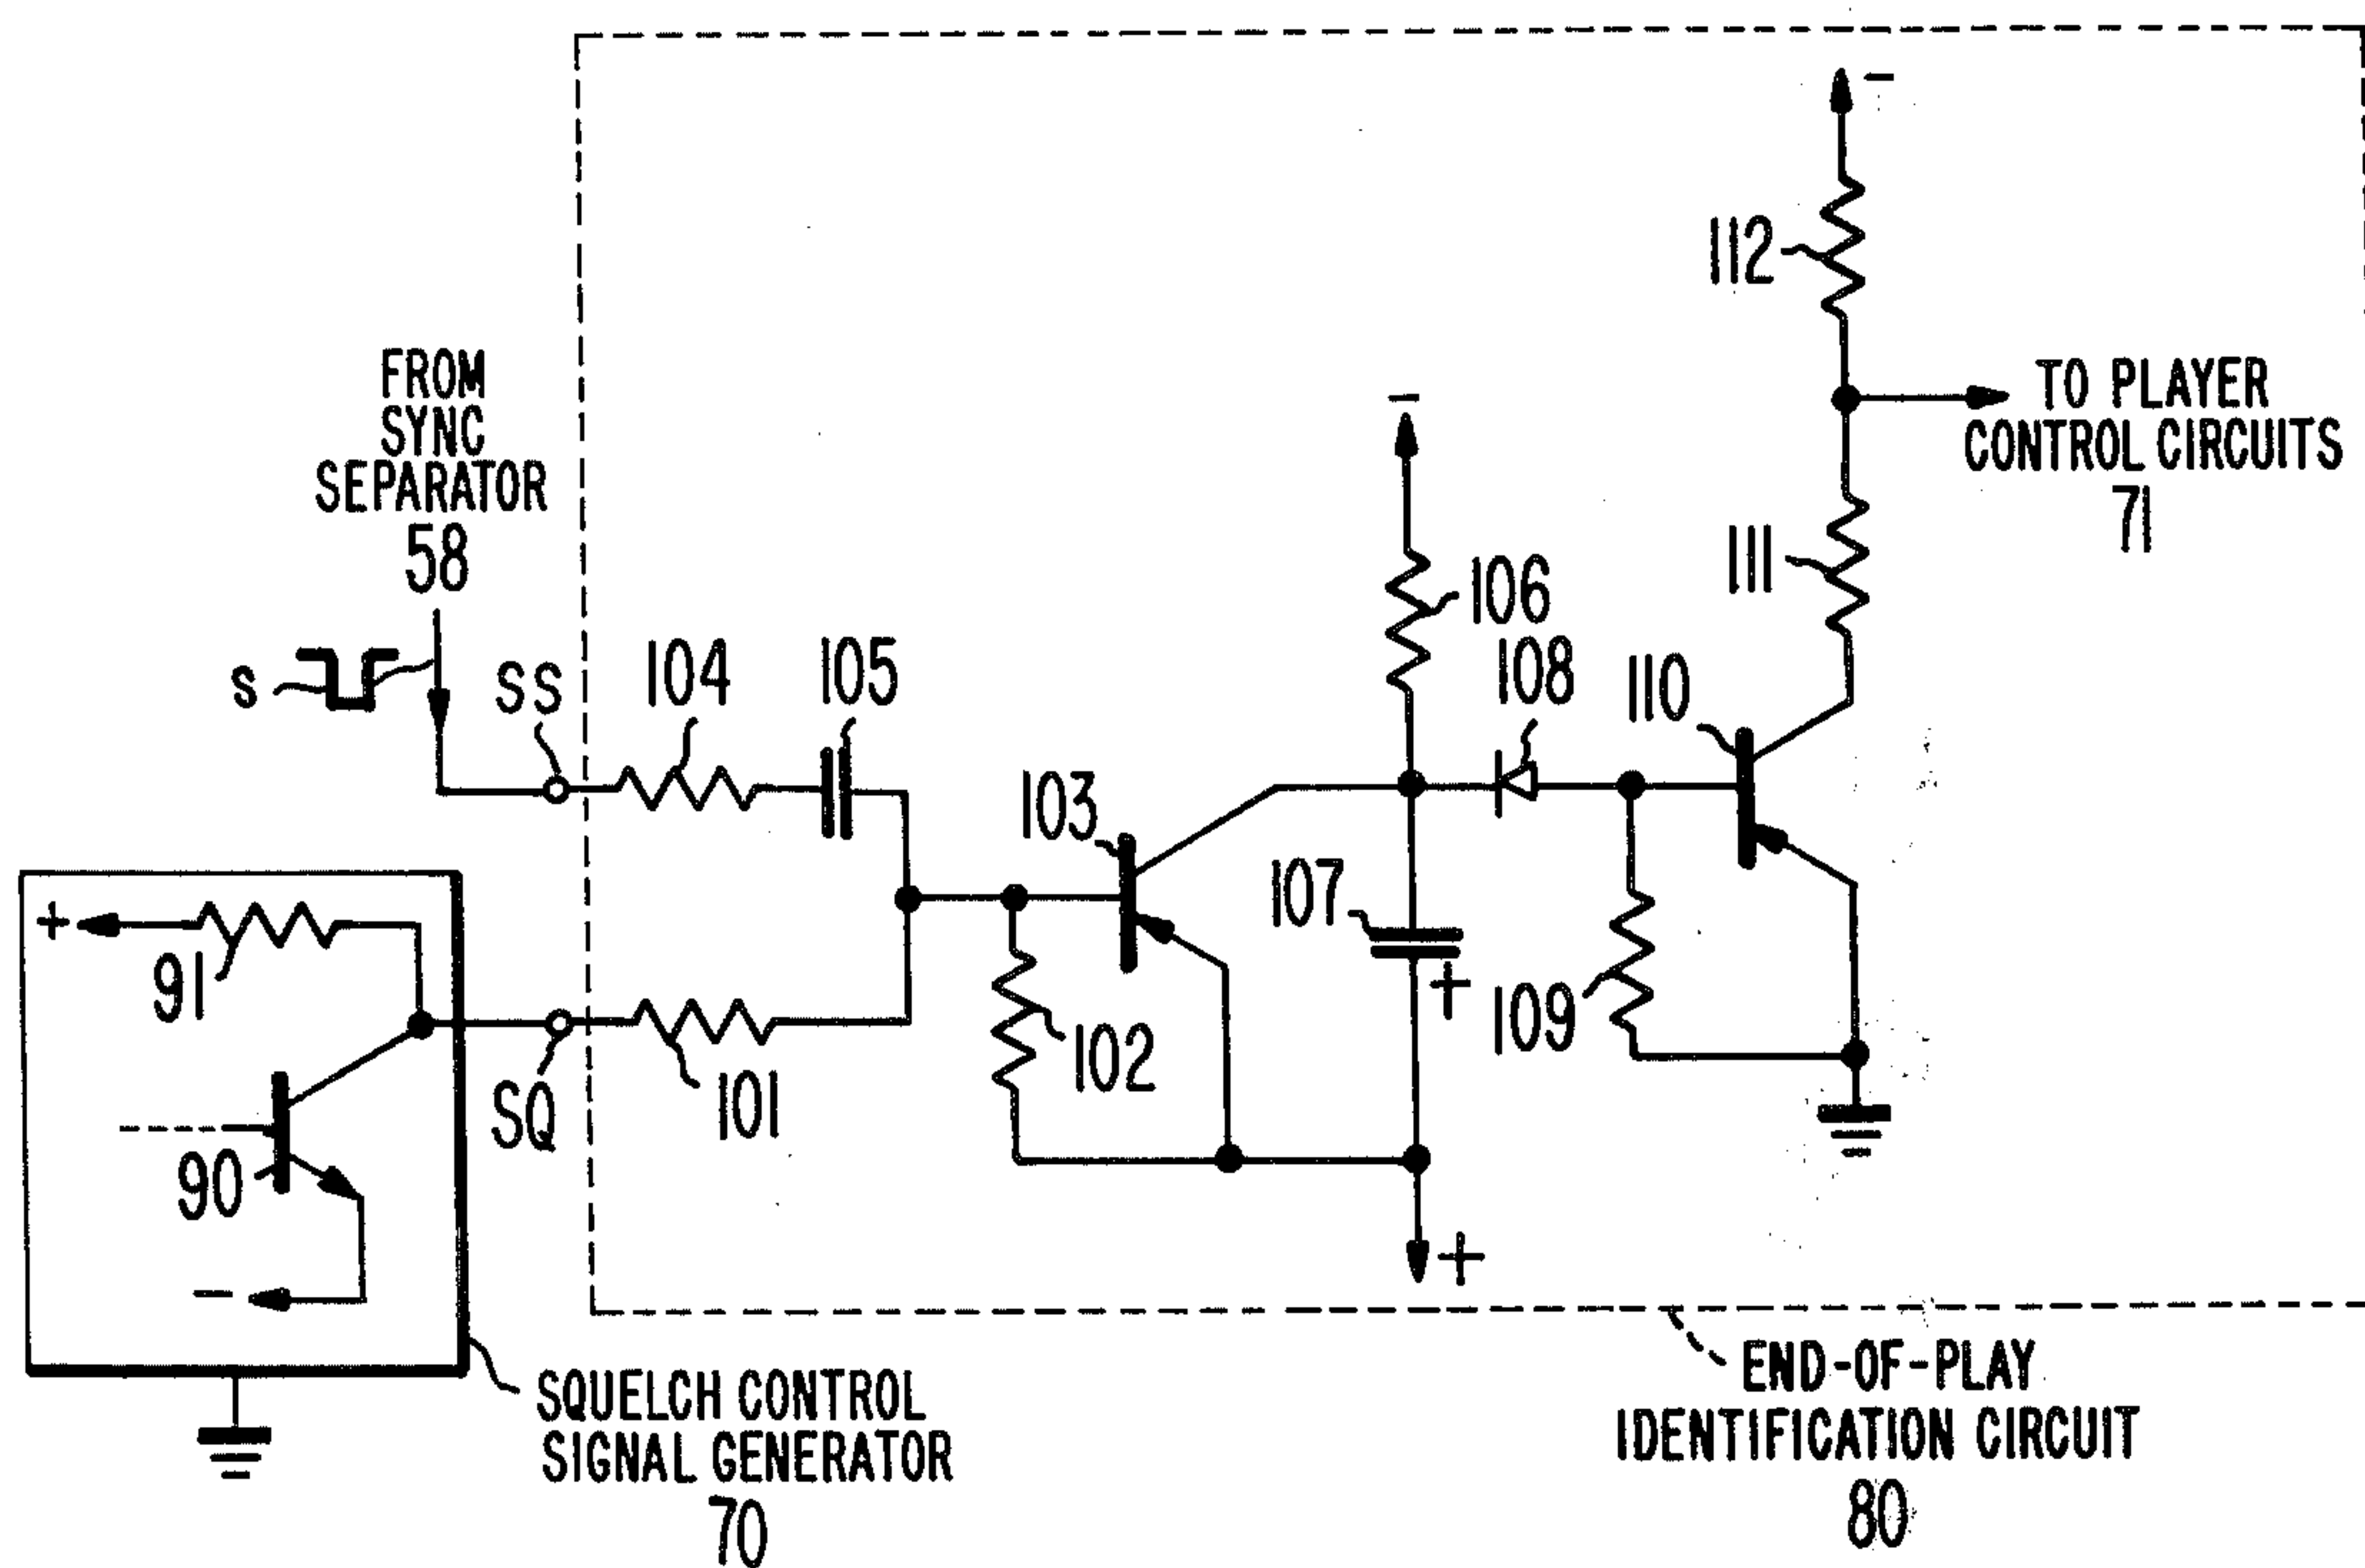 -
112
FROM
SYNC
SEPARATOR
58
-
TO PLAYER
CONTROL CIRCUITS
71
111
106
108
110
s
SS
104
105
103
107
+
109
102
+
91
SQ
101
90
-
+
SQUELCH CONTROL
SIGNAL GENERATOR
70
END-OF-PLAY
IDENTIFICATION CIRCUIT
80